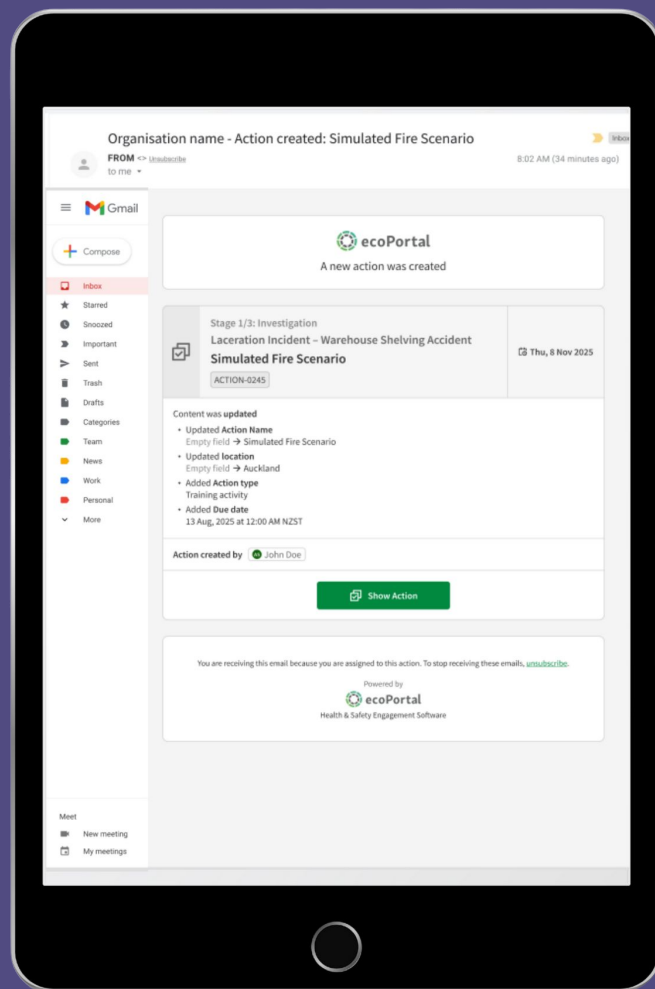 Organisation name - Action created: Simulated Fire Scenario
Inbox
FROM <> Unsubscribe
8:02 AM (34 minutes ago)
to me
Gmail
Compose
Inbox
Starred
Snoozed
Important
Sent
Trash
Drafts
Categories
Team
News
Work
Personal
More
ecoPortal
A new action was created
Stage 1/3: Investigation
Laceration Incident – Warehouse Shelving Accident
Simulated Fire Scenario
ACTION-0245
Thu, 8 Nov 2025
Content was updated
• Updated Action Name
Empty field → Simulated Fire Scenario
• Updated location
Empty field → Auckland
• Added Action type
Training activity
• Added Due date
13 Aug, 2025 at 12:00 AM NZST
Action created by John Doe
Show Action
You are receiving this email because you are assigned to this action. To stop receiving these emails, unsubscribe.
Powered by
ecoPortal
Health & Safety Engagement Software
Meet
New meeting
My meetings